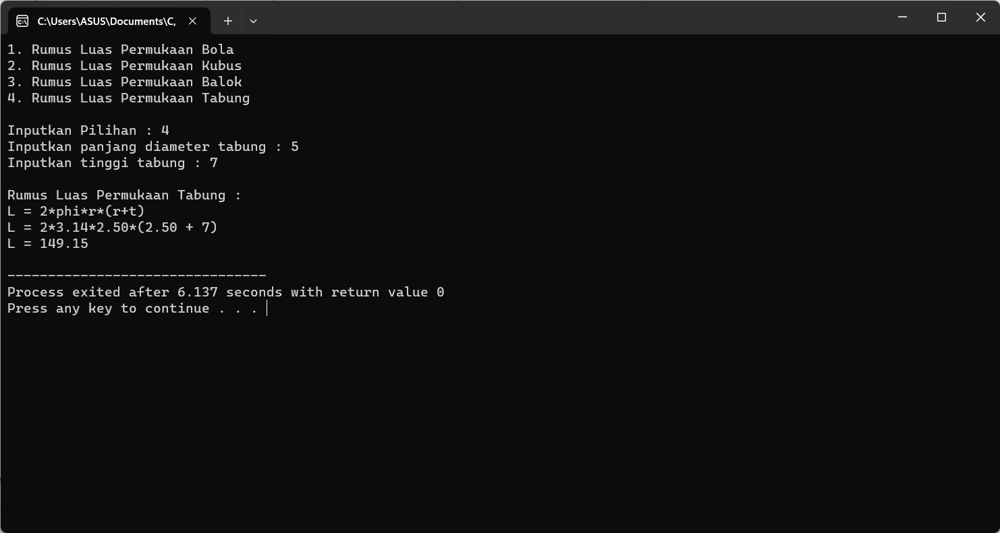 C:\Users\ASUS\Documents\C,
1. Rumus Luas Permukaan Bola
2. Rumus Luas Permukaan Kubus
3. Rumus Luas Permukaan Balok
4. Rumus Luas Permukaan Tabung
Inputkan Pilihan : 4
Inputkan panjang diameter tabung : 5
Inputkan tinggi tabung : 7
Rumus Luas Permukaan Tabung :
L = 2*phi*r*(r+t)
L = 2*3.14*2.50*(2.50 + 7)
L = 149.15
--------------------------------
Process exited after 6.137 seconds with return value 0
Press any key to continue . . .